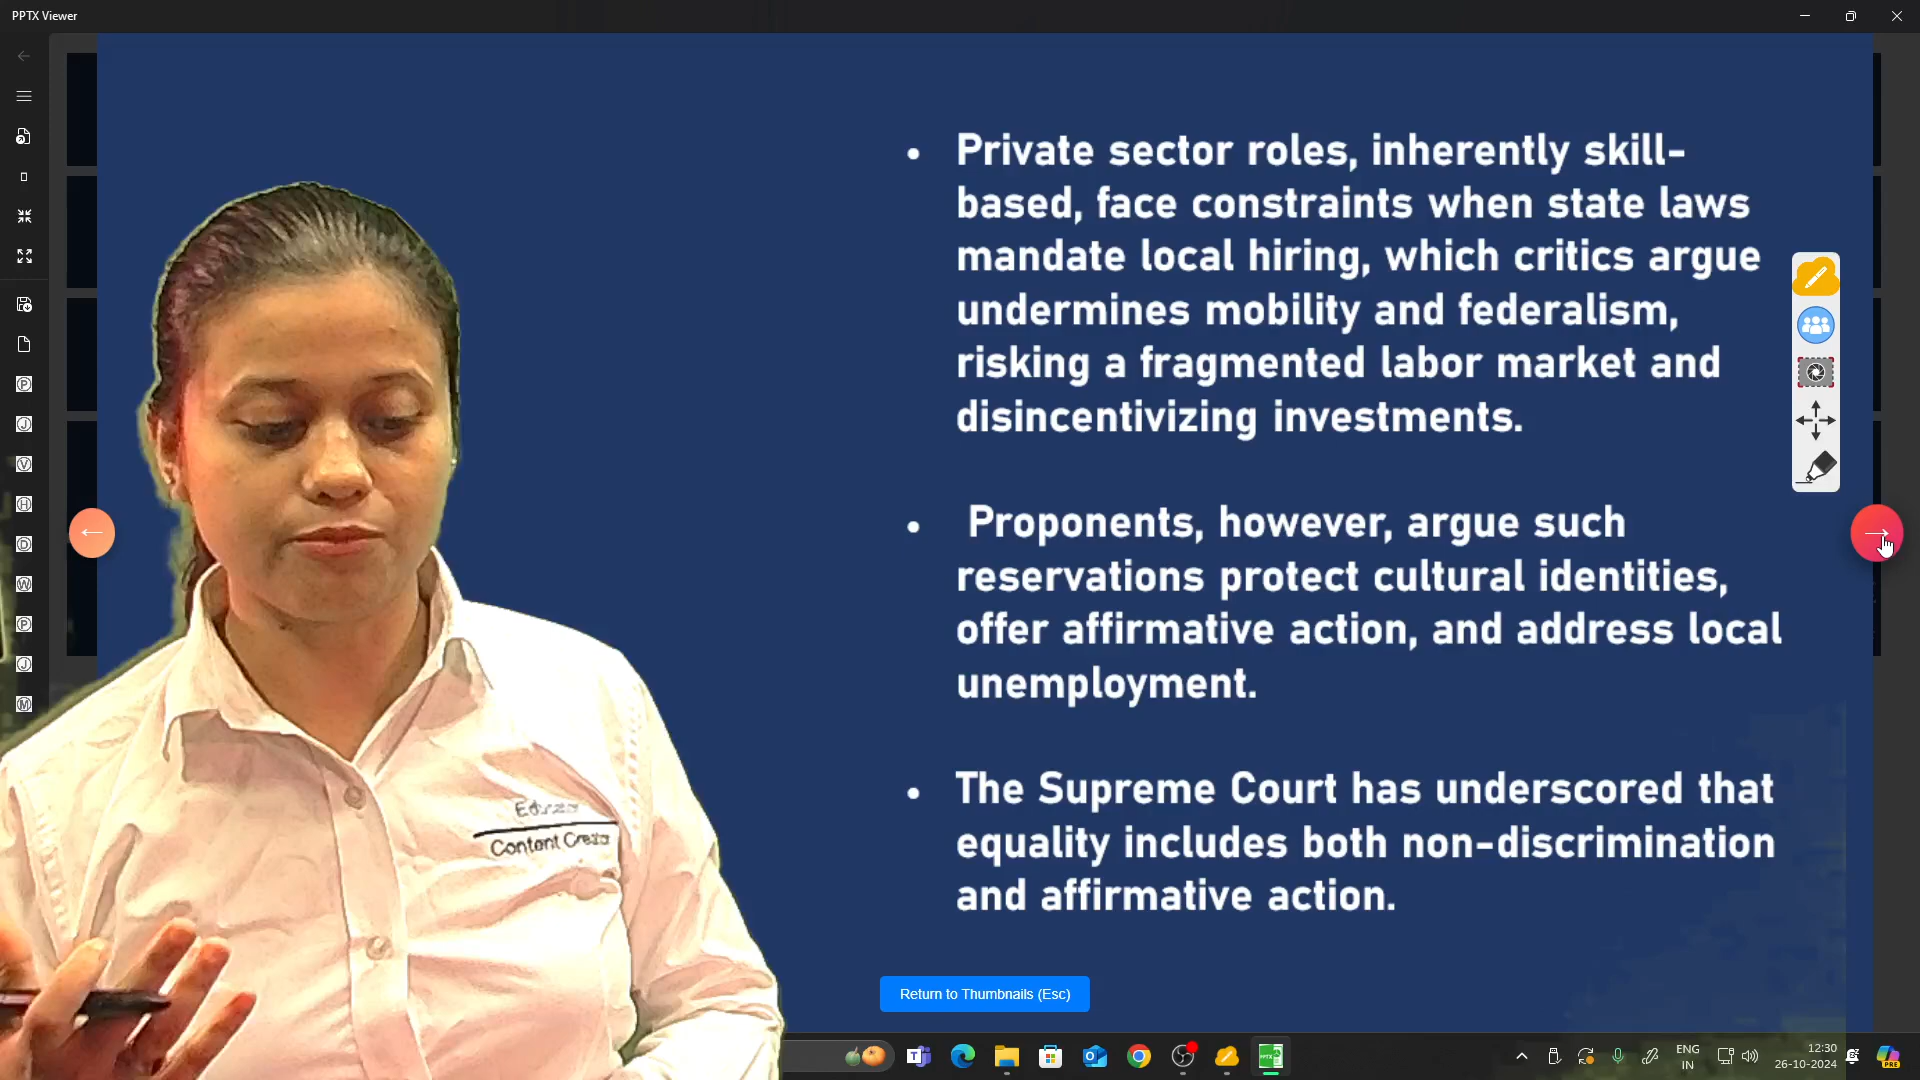 PPTX Viewer
• Private sector roles, inherently skill-
based, face constraints when state laws
mandate local hiring, which critics argue
undermines mobility and federalism,
risking a fragmented labor market and
disincentivizing investments.
• Proponents, however, argue such
reservations protect cultural identities,
offer affirmative action, and address local
unemployment.
• The Supreme Court has underscored that
equality includes both non-discrimination
and affirmative action.
Content Creator
Return to Thumbnails (Esc)
P
J
V
H
D
W
P
J
M
ENG
IN
12:30
26-10-2024
PRE